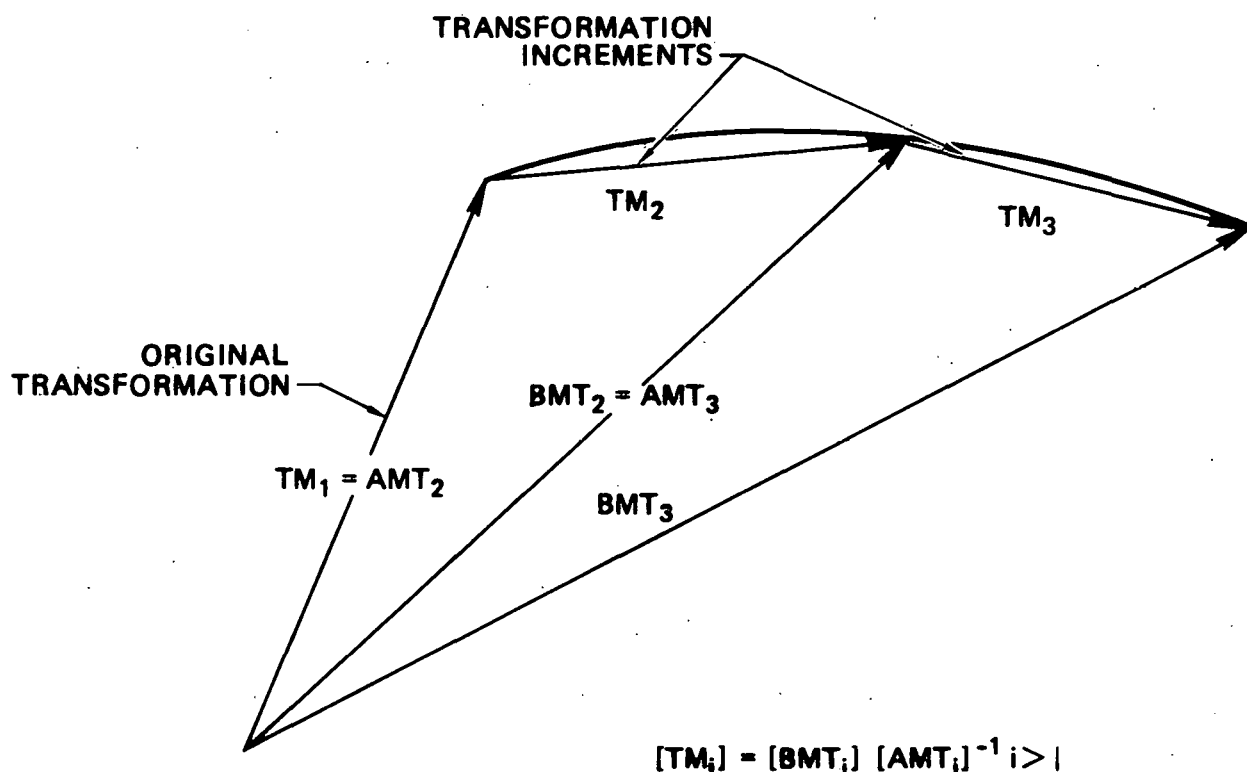 TRANSFORMATION
INCREMENTS
TM₂
TM₃
ORIGINAL
TRANSFORMATION
BMT₂ = AMT₃
TM₁ = AMT₂
BMT₃
[TMᵢ] = [BMTᵢ] [AMTᵢ]⁻¹ i > |